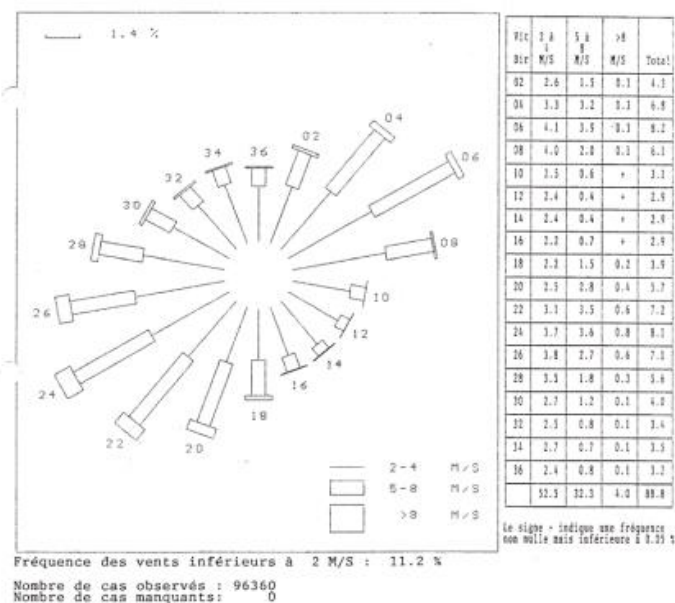 1.4 %
04
02
36
34
32
30
28
26
24
22
20
18
16
14
12
10
08
06
2-4 M/S
5-8 M/S
>8 M/S
Vit 2 à 5 à >8
4 8
Dir M/S M/S M/S Total
02 2.6 1.5 0.1 4.1
04 3.3 3.2 0.3 6.8
06 4.1 3.9 0.3 8.2
08 4.0 2.0 6.1
10 2.5 0.6 + 3.1
12 2.4 0.4 + 2.9
14 2.4 0.4 + 2.9
16 2.2 0.7 + 2.9
18 2.2 1.5 0.2 3.9
20 2.5 2.8 0.4 5.7
22 3.1 3.5 0.6 7.2
24 3.7 3.6 0.8 8.1
26 3.8 2.7 0.6
28 3.5 1.8 0.3 5.6
30 2.7 1.2 0.1 4.0
32 2.5 0.8 0.1 3.4
34 2.7 0.7 0.1 3.5
36 2.4 0.8 0.1 3.2
52.5 32.3 4.0 88.8
Le signe - indique une fréquence
non nulle mais inférieure à 0.05 %
Fréquence des vents inférieurs à 2 M/S : 11.2 %
Nombre de cas observés : 96360
Nombre de cas manquants: 0